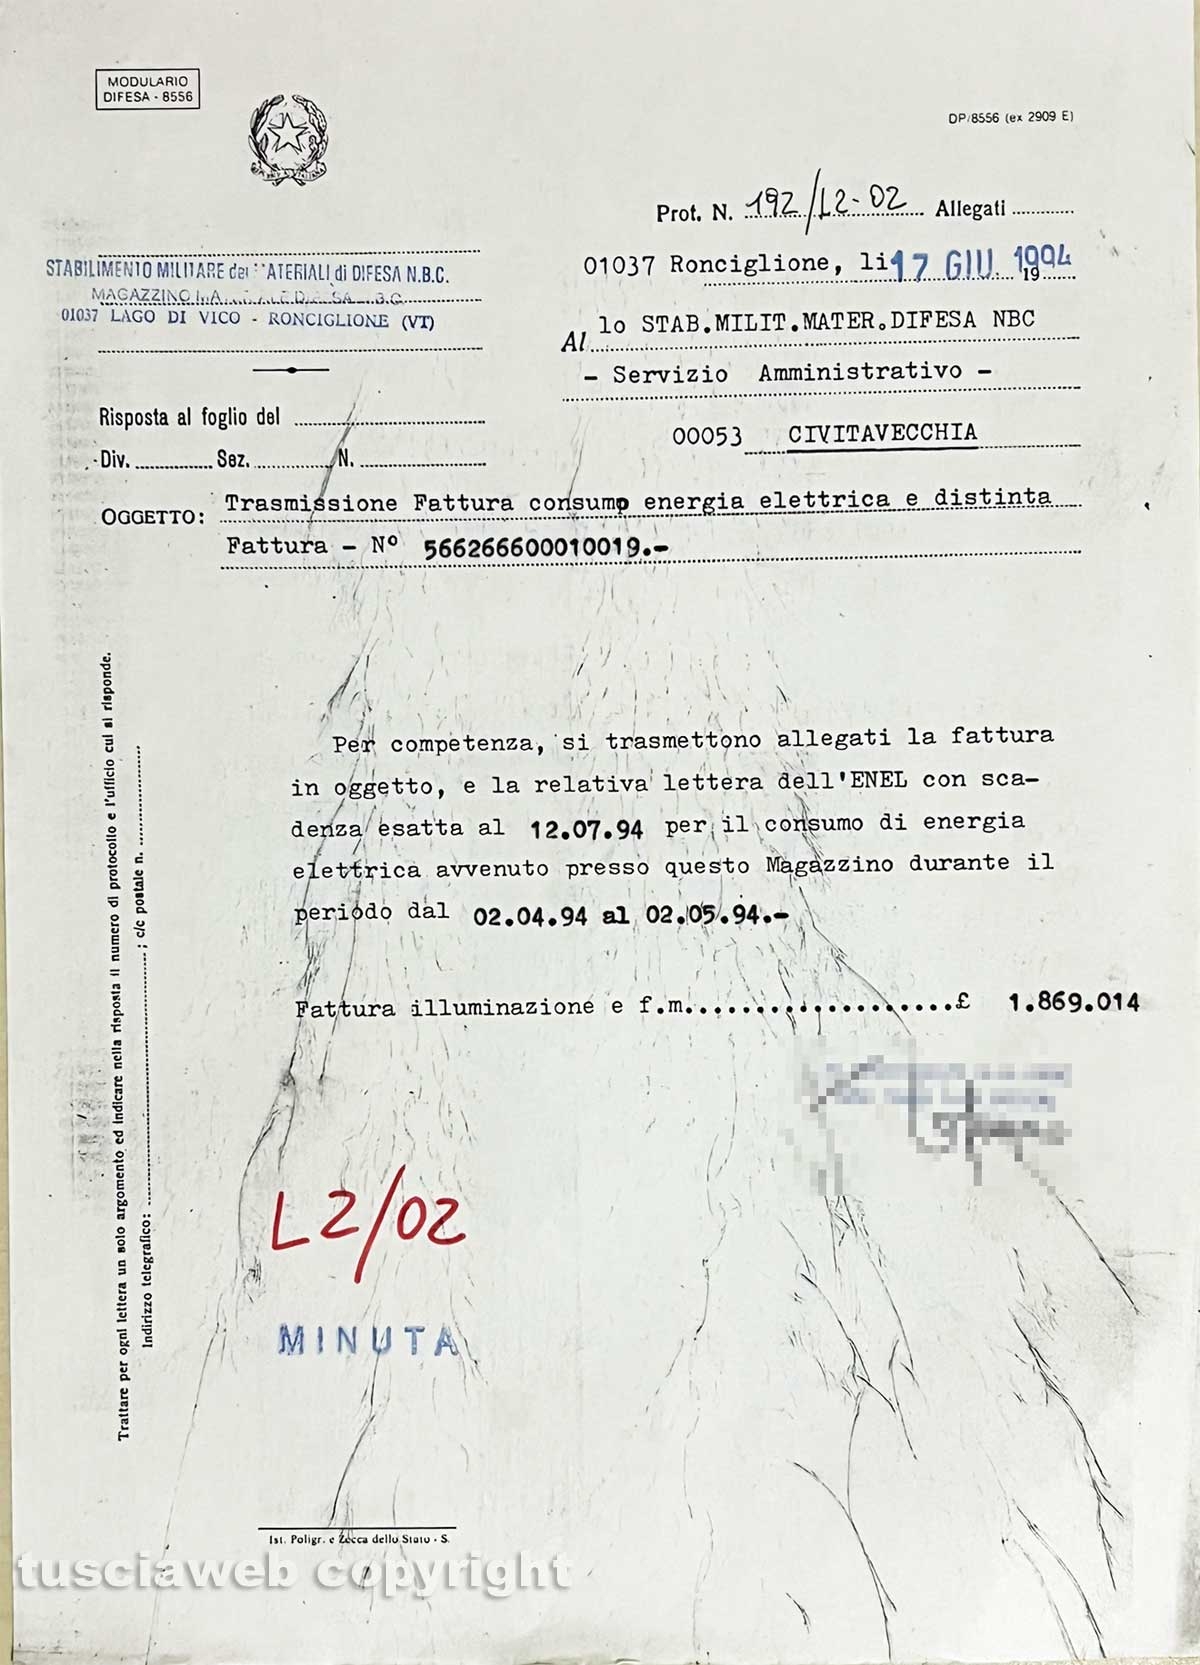 MODULARIO
DIFESA - 8556
DP/8556 (ex 2909 E)
Prot. N. 192/L2-02 Allegati
STABILIMENTO MILITARE dei MATERIALI di DIFESA N.B.C.
MAGAZZINO
01037 LAGO DI VICO - RONCIGLIONE (VT)
01037 Ronciglione, li 17 GIU. 1994
19
Al lo STAB.MILIT.MATER.DIFESA NBC
- Servizio Amministrativo -
00053 CIVITAVECCHIA
Risposta al foglio del
Div. Sez. N.
OGGETTO: Trasmissione Fattura consumo energia elettrica e distinta
Fattura - N° 566266600010019.-
Per competenza, si trasmettono allegati la fattura
in oggetto, e la relativa lettera dell'ENEL con sca-
denza esatta al 12.07.94 per il consumo di energia
elettrica avvenuto presso questo Magazzino durante il
periodo dal 02.04.94 al 02.05.94.-
Fattura illuminazione e f.m....................£ 1.869.014
L2/02
MINUTA
Trattare per ogni lettera un solo argomento ed indicare nella risposta il numero di protocollo e l'ufficio cui si risponde.
Indirizzo telegrafico: ; c/c postale n.
Ist. Poligr. e Zecca dello Stato - S.
tusciaweb copyright